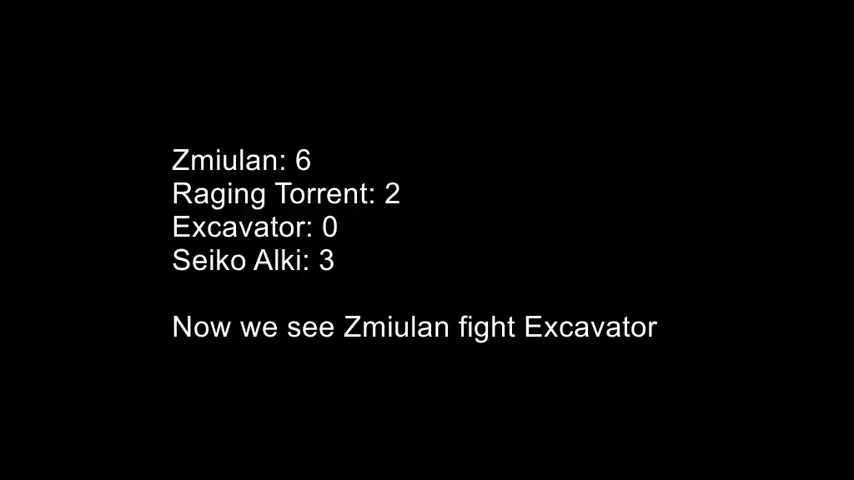 Zmiulan: 6
Raging Torrent: 2
Excavator: 0
Seiko Alki: 3
Now we see Zmiulan fight Excavator